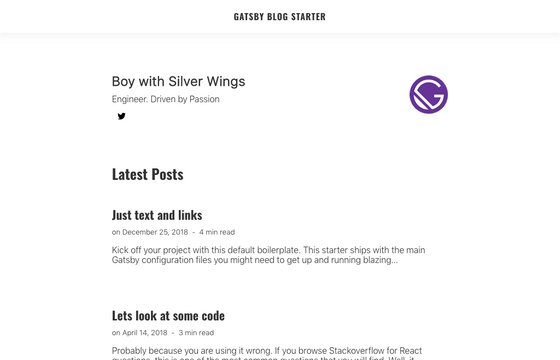 GATSBY BLOG STARTER
Boy with Silver Wings
Engineer. Driven by Passion
Latest Posts
Just text and links
on December 25, 2018 - 4 min read
Kick off your project with this default boilerplate. This starter ships with the main
Gatsby configuration files you might need to get up and running blazing...
Lets look at some code
on April 14, 2018 - 3 min read
Probably because you are using it wrong. If you browse Stackoverflow for React
questions, this is one of the most common questions that you will find. Well, it